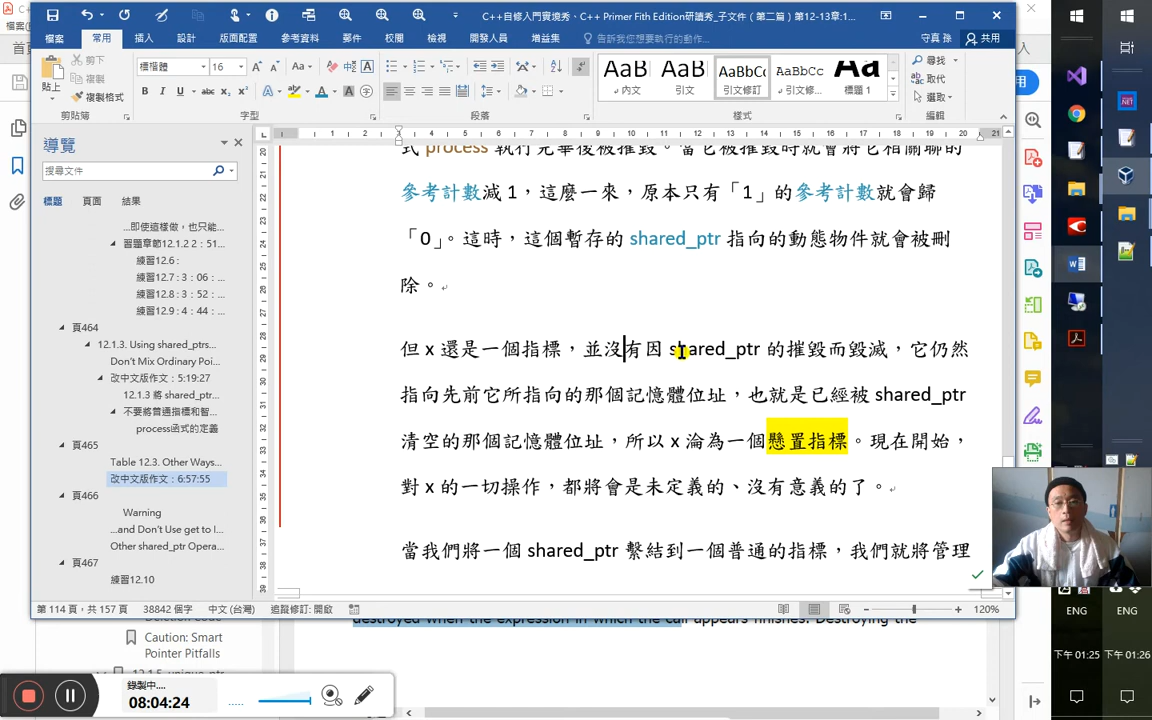 C++自修入門實境秀、C++ Primer Fith Edition研讀秀_子文件（第二篇）第12-13章:1...
檔案 常用 插入 設計 版面配置 參考資料 郵件 校閱 檢視 開發人員 增益集 告訴我您想要執行的動作... 守真 孫 共用
剪下
複製
複製格式
貼上
標楷體 16
AaB AaB AaBbCc AaBbCc AaB
內文 引文 引文修訂 引文修... 標題 1
尋找
取代
選取
剪貼簿 字型 段落 樣式 編輯
導覽
搜尋文件
標題 頁面 結果
...即使這樣做，也只能...
習題章節12.1.2 2：51...
練習12.6：
練習12.7：3：06：...
練習12.8：3：52：...
練習12.9：4：44：...
頁464
12.1.3. Using shared_ptrs...
Don't Mix Ordinary Poi...
改中文版作文：5:19:27
12.1.3 將 shared_ptr...
不要將普通指標和智...
process函式的定義
頁465
Table 12.3. Other Ways...
改中文版作文：6:57:55
頁466
Warning
...and Don't Use get to I...
Other shared_ptr Opera...
頁467
練習12.10
式 process 執行完畢後被摧毀。當它被摧毀時就會將它相關聯的
參考計數減 1，這麼一來，原本只有「1」的參考計數就會歸
「0」。這時，這個暫存的 shared_ptr 指向的動態物件就會被刪
除。
但 x 還是一個指標，並沒有因 shared_ptr 的摧毀而毀滅，它仍然
指向先前它所指向的那個記憶體位址，也就是已經被 shared_ptr
清空的那個記憶體位址，所以 x 淪為一個懸置指標。現在開始，
對 x 的一切操作，都將會是未定義的、沒有意義的了。
當我們將一個 shared_ptr 繫結到一個普通的指標，我們就將管理
第 114 頁，共 157 頁 38842 個字 中文 (台灣) 追蹤修訂: 開啟 120%
destroyed when the expression in which the call appears finishes. Destroying the
Caution: Smart
Pointer Pitfalls
錄製中....
08:04:24
ENG ENG
下午 01:25 下午 01:26